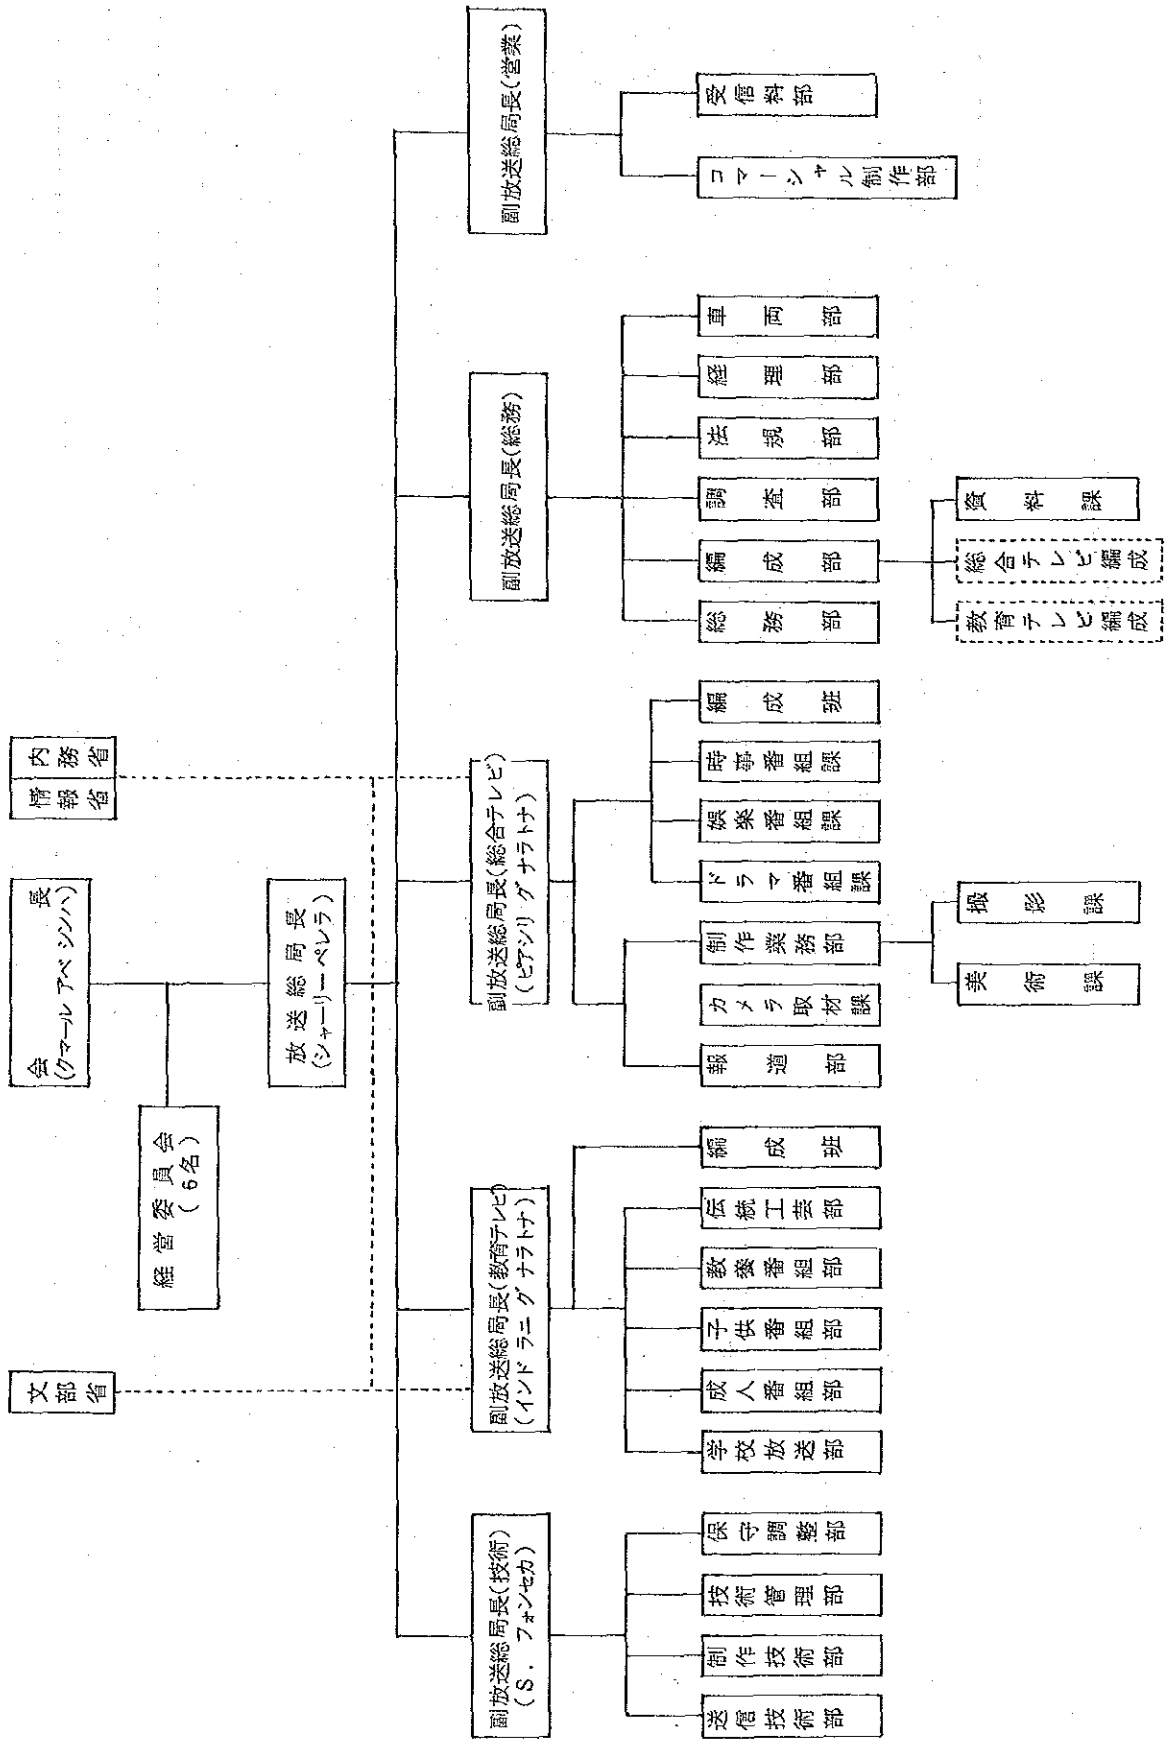 文部省
会長
(クマール アベ シンハ)
情報省
内務省
経営委員会
(6名)
放送総局長
(シャーリー ペレラ)
副放送総局長(技術)
(S. フォンセカ)
副放送総局長(教育テレビ)
(インドラニ グナラトナ)
副放送総局長(総合テレビ)
(ピアシリ グナラトナ)
副放送総局長(総務)
副放送総局長(営業)
送信技術部
制作技術部
技術管理部
保守調整部
学校放送部
成人番組部
子供番組部
教養番組部
伝統工芸部
編成班
報道部
カメラ取材課
制作業務部
ドラマ番組課
娯楽番組課
時事番組課
編成班
総務部
編成部
調査部
法規部
経理部
車両部
コマーシャル制作部
受信料部
美術課
撮影課
教育テレビ編成
総合テレビ編成
資料課